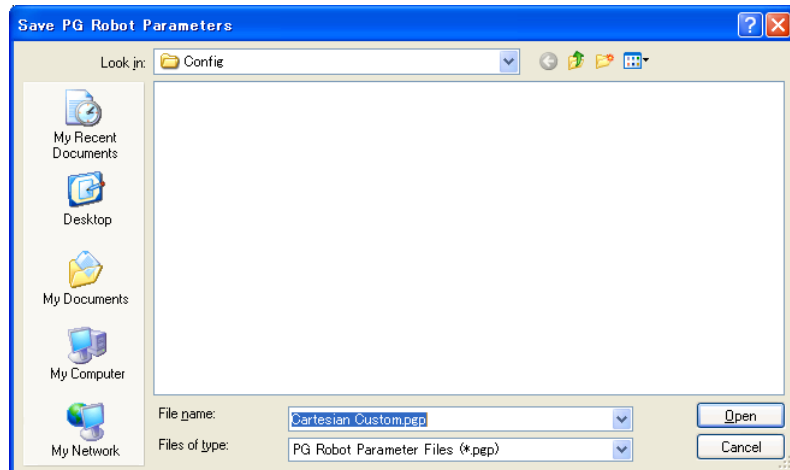 Save PG Robot Parameters
Look in: Config
My Recent
Documents
Desktop
My Documents
My Computer
My Network
File name: Cartesian Custom.pgp
Open
Files of type: PG Robot Parameter Files (*.pgp)
Cancel